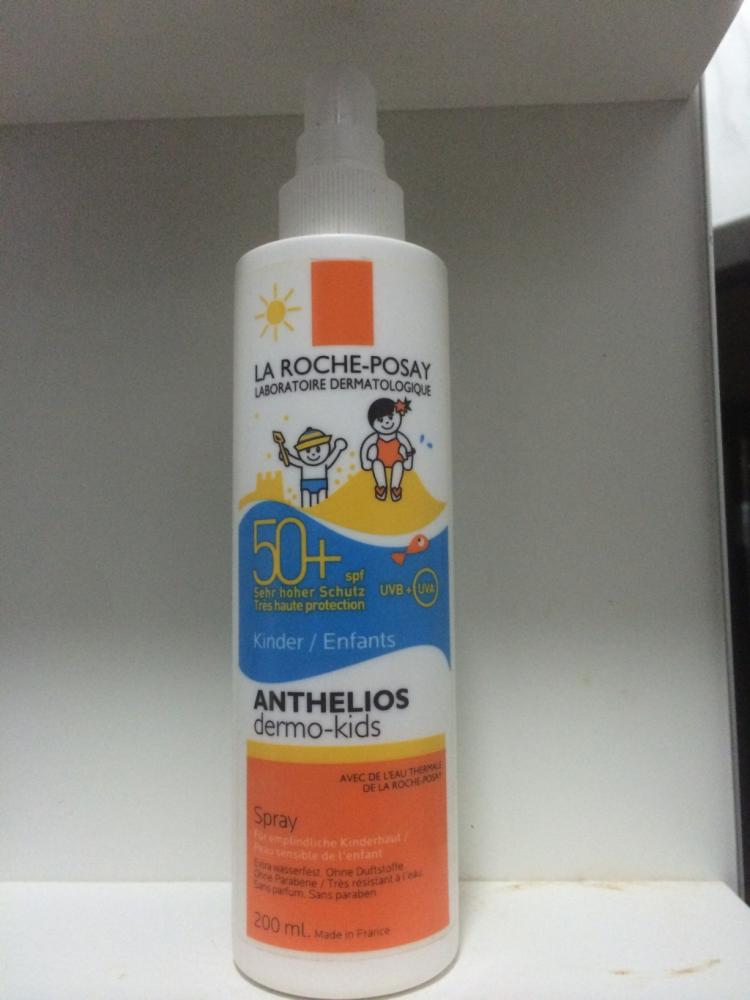 LA ROCHE-POSAY
LABORATOIRE DERMATOLOGIQUE
50+ spf
Sehr hoher Schutz
Très haute protection
UVB + UVA
Kinder / Enfants
ANTHELIOS
dermo-kids
AVEC DE L'EAU THERMALE
DE LA ROCHE-POSAY
Spray
Für empfindliche Kinderhaut /
Peau sensible de l'enfant
Extra wasserfest. Ohne Duftstoffe.
Ohne Parabene / Très résistant à l'eau.
Sans parfum. Sans paraben.
200 ml. Made in France